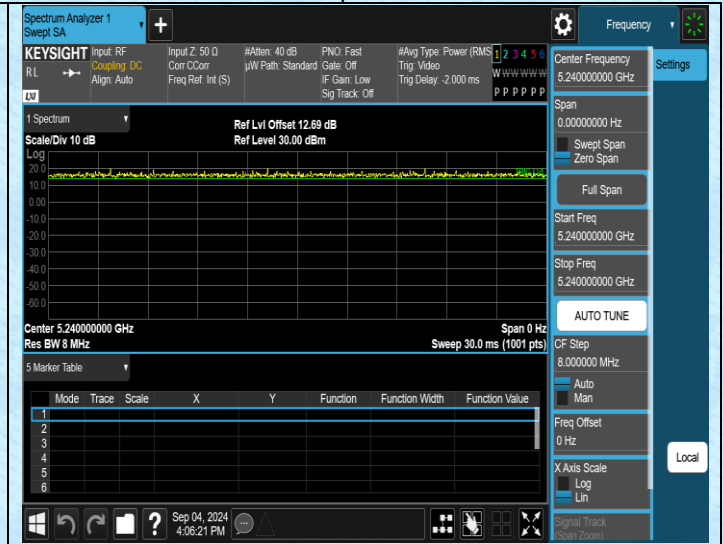 Spectrum Analyzer 1
Swept SA
Frequency
KEYSIGHT
RL
LXI
Input: RF
Coupling: DC
Align: Auto
Input Z: 50 Ω
Corr CCorr
Freq Ref: Int (S)
#Atten: 40 dB
µW Path: Standard
PNO: Fast
Gate: Off
IF Gain: Low
Sig Track: Off
#Avg Type: Power (RMS
Trig: Video
Trig Delay: -2.000 ms
1 2 3 4 5 6
W W W W W W
P P P P P P
1 Spectrum
Scale/Div 10 dB
Ref Lvl Offset 12.69 dB
Ref Level 30.00 dBm
Log
20.0
10.0
0.00
-10.0
-20.0
-30.0
-40.0
-50.0
-60.0
Center 5.240000000 GHz
Span 0 Hz
Res BW 8 MHz
Sweep 30.0 ms (1001 pts)
5 Marker Table
Mode Trace Scale X Y Function Function Width Function Value
1
2
3
4
5
6
Sep 04, 2024
4:06:21 PM
Center Frequency
5.240000000 GHz
Span
0.00000000 Hz
Swept Span
Zero Span
Full Span
Start Freq
5.240000000 GHz
Stop Freq
5.240000000 GHz
AUTO TUNE
CF Step
8.000000 MHz
Auto
Man
Freq Offset
0 Hz
X Axis Scale
Log
Lin
Signal Track
(Span Zoom)
Settings
Local